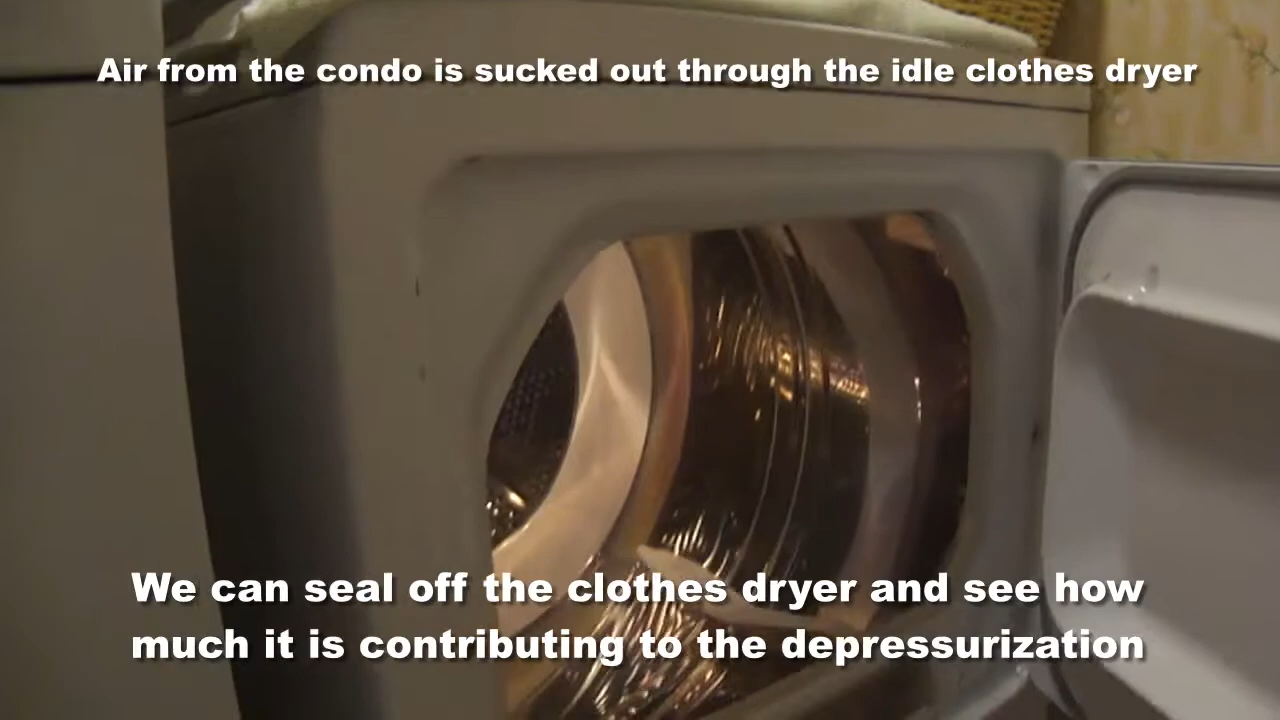 Air from the condo is sucked out through the idle clothes dryer
We can seal off the clothes dryer and see how
much it is contributing to the depressurization